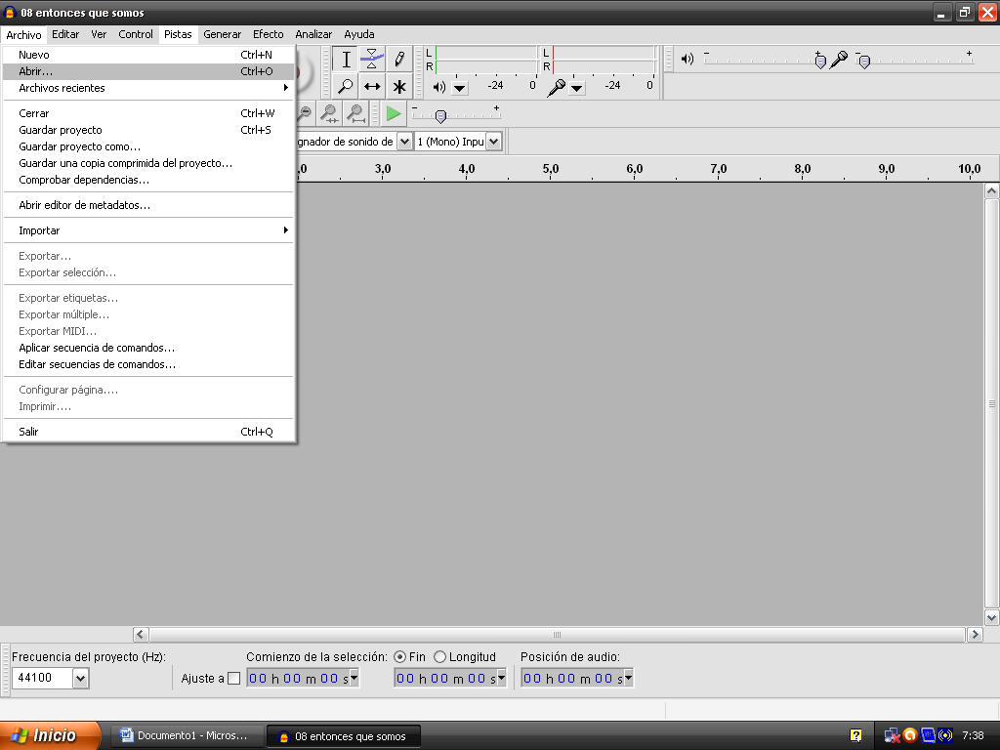 08 entonces que somos
Archivo Editar Ver Control Pistas Generar Efecto Analizar Ayuda
Nuevo Ctrl+N
Abrir... Ctrl+O
Archivos recientes
Cerrar Ctrl+W
Guardar proyecto Ctrl+S
Guardar proyecto como...
Guardar una copia comprimida del proyecto...
Comprobar dependencias...
Abrir editor de metadatos...
Importar
Exportar...
Exportar selección...
Exportar etiquetas...
Exportar múltiple...
Exportar MIDI...
Aplicar secuencia de comandos...
Editar secuencias de comandos...
Configurar página....
Imprimir....
Salir Ctrl+Q
L L
R R
-24 0 -24 0
- + - +
- +
gnador de sonido de 1 (Mono) Inpu
,0 3,0 4,0 5,0 6,0 7,0 8,0 9,0 10,0
Frecuencia del proyecto (Hz): Comienzo de la selección: Fin Longitud Posición de audio:
44100 Ajuste a 00 h 00 m 00 s 00 h 00 m 00 s 00 h 00 m 00 s
Inicio Documento1 - Micros... 08 entonces que somos 7:38